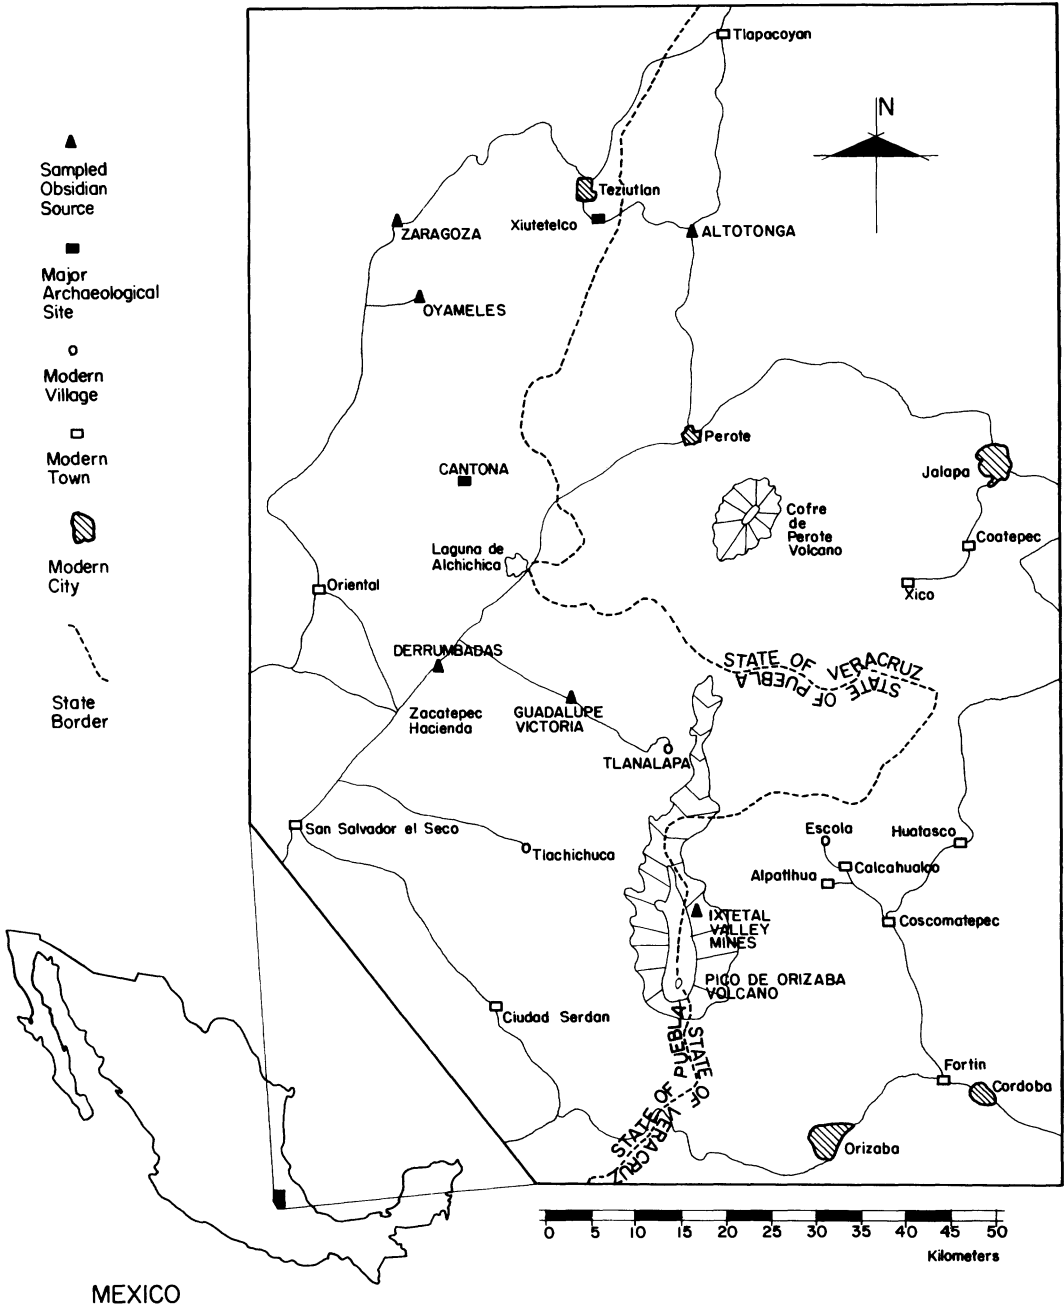 Sampled
Obsidian
Source
Major
Archaeological
Site
Modern
Village
Modern
Town
Modern
City
State
Border
N
Tlapacoyan
Teziutlan
Xiutetelco
ZARAGOZA
ALTOTONGA
OYAMELES
Perote
CANTONA
Jalapa
Cofre
de
Perote
Volcano
Laguna de
Alchichica
Coatepec
Oriental
Xico
DERRUMBADAS
STATE OF VERACRUZ
STATE OF PUEBLA
Zacatepec
Hacienda
GUADALUPE
VICTORIA
TLANALAPA
San Salvador el Seco
Tlachichuca
Escola
Huatasco
Calcahualco
Alpatlhua
Coscomatepec
IXTETAL
VALLEY
MINES
PICO DE ORIZABA
VOLCANO
Ciudad Serdan
STATE OF PUEBLA
STATE OF VERACRUZ
Fortin
Cordoba
Orizaba
0 5 10 15 20 25 30 35 40 45 50
Kilometers
MEXICO